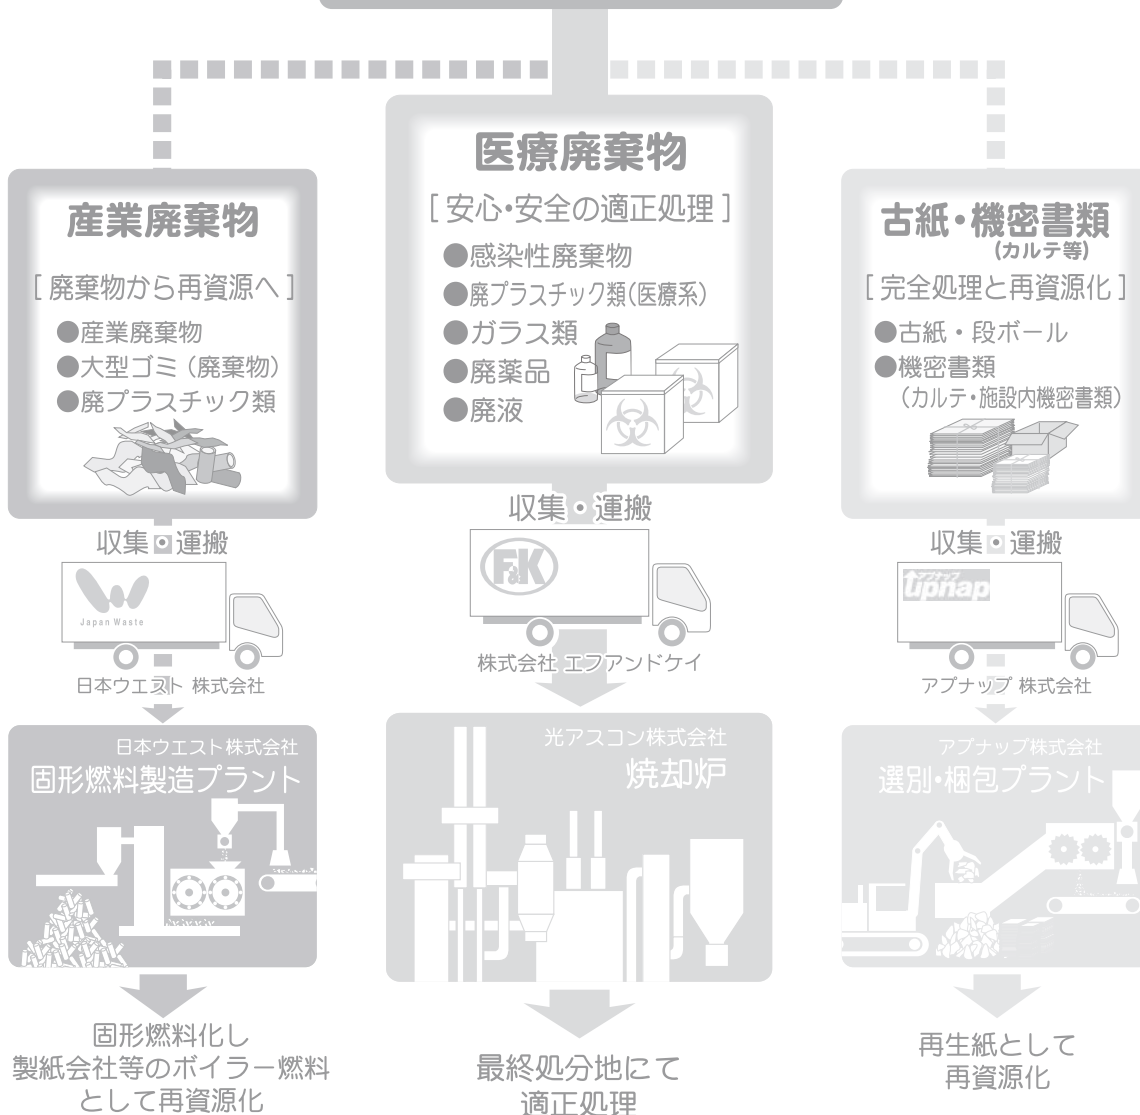 産業廃棄物
[ 廃棄物から再資源へ ]
●産業廃棄物
●大型ゴミ（廃棄物）
●廃プラスチック類
収集・運搬
Japan Waste
日本ウエスト 株式会社
日本ウエスト株式会社
固形燃料製造プラント
固形燃料化し
製紙会社等のボイラー燃料
として再資源化
医療廃棄物
[ 安心・安全の適正処理 ]
●感染性廃棄物
●廃プラスチック類(医療系)
●ガラス類
●廃薬品
●廃液
収集・運搬
F&K
株式会社 エフアンドケイ
光アスコン株式会社
焼却炉
最終処分地にて
適正処理
古紙・機密書類
(カルテ等)
[ 完全処理と再資源化 ]
●古紙・段ボール
●機密書類
（カルテ・施設内機密書類）
収集・運搬
アプナップ
upnap
アプナップ 株式会社
アプナップ株式会社
選別・梱包プラント
再生紙として
再資源化